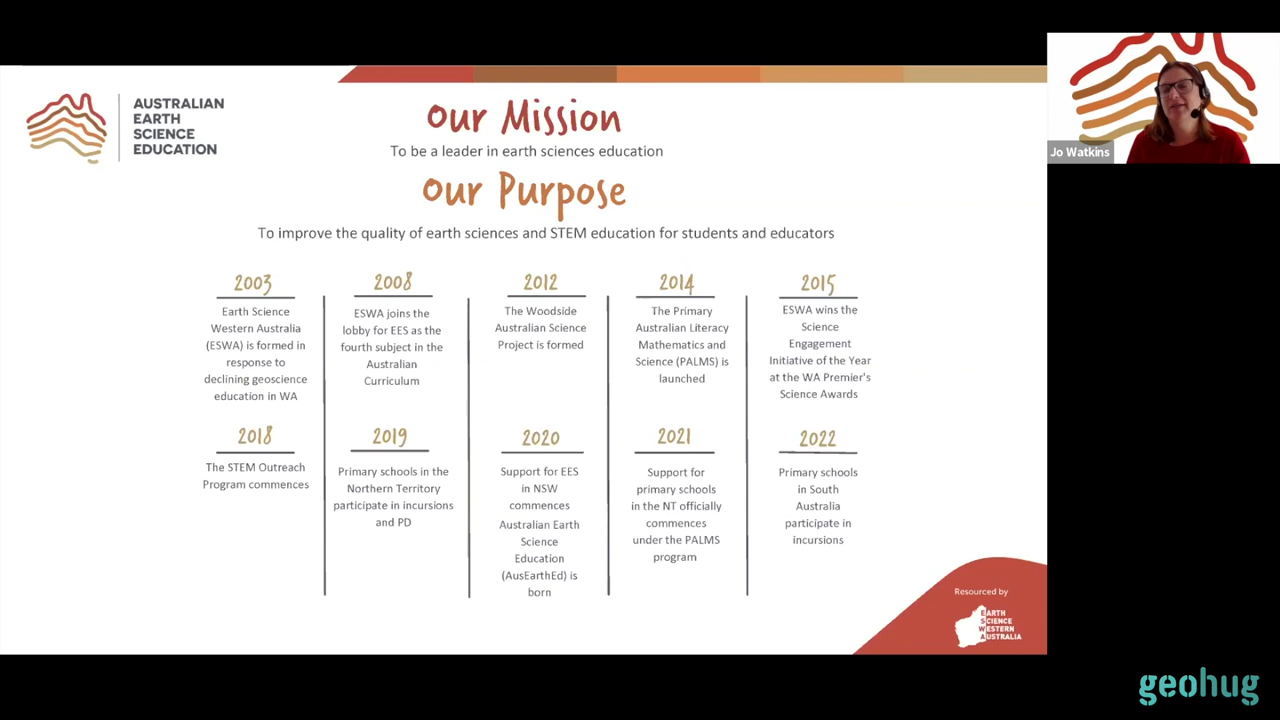 AUSTRALIAN
EARTH
SCIENCE
EDUCATION
Our Mission
To be a leader in earth sciences education
Our Purpose
To improve the quality of earth sciences and STEM education for students and educators
2003
Earth Science
Western Australia
(ESWA) is formed in
response to
declining geoscience
education in WA
2008
ESWA joins the
lobby for EES as the
fourth subject in the
Australian
Curriculum
2012
The Woodside
Australian Science
Project is formed
2014
The Primary
Australian Literacy
Mathematics and
Science (PALMS) is
launched
2015
ESWA wins the
Science
Engagement
Initiative of the Year
at the WA Premier's
Science Awards
2018
The STEM Outreach
Program commences
2019
Primary schools in the
Northern Territory
participate in incursions
and PD
2020
Support for EES
in NSW
commences
Australian Earth
Science
Education
(AusEarthEd) is
born
2021
Support for
primary schools
in the NT officially
commences
under the PALMS
program
2022
Primary schools
in South
Australia
participate in
incursions
Resourced by
EARTH
SCIENCE
WESTERN
AUSTRALIA
Jo Watkins
geohug